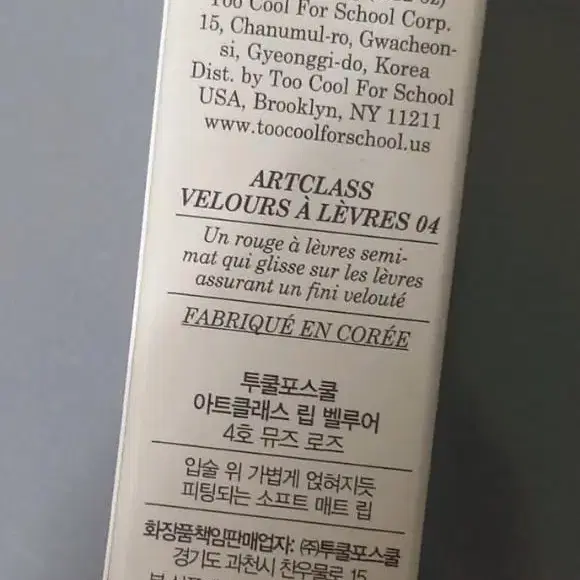 Too Cool For School Corp.
15, Chanumul-ro, Gwacheon-
si, Gyeonggi-do, Korea
Dist. by Too Cool For School
USA, Brooklyn, NY 11211
www.toocoolforschool.us
ARTCLASS
VELOURS À LÈVRES 04
Un rouge à lèvres semi-
mat qui glisse sur les lèvres
assurant un fini velouté
FABRIQUÉ EN CORÉE
투쿨포스쿨
아트클래스 립 벨루어
4호 뮤즈 로즈
입술 위 가볍게 얹혀지듯
피팅되는 소프트 매트 립
화장품책임판매업자: ㈜투쿨포스쿨
경기도 과천시 찬우물로 15